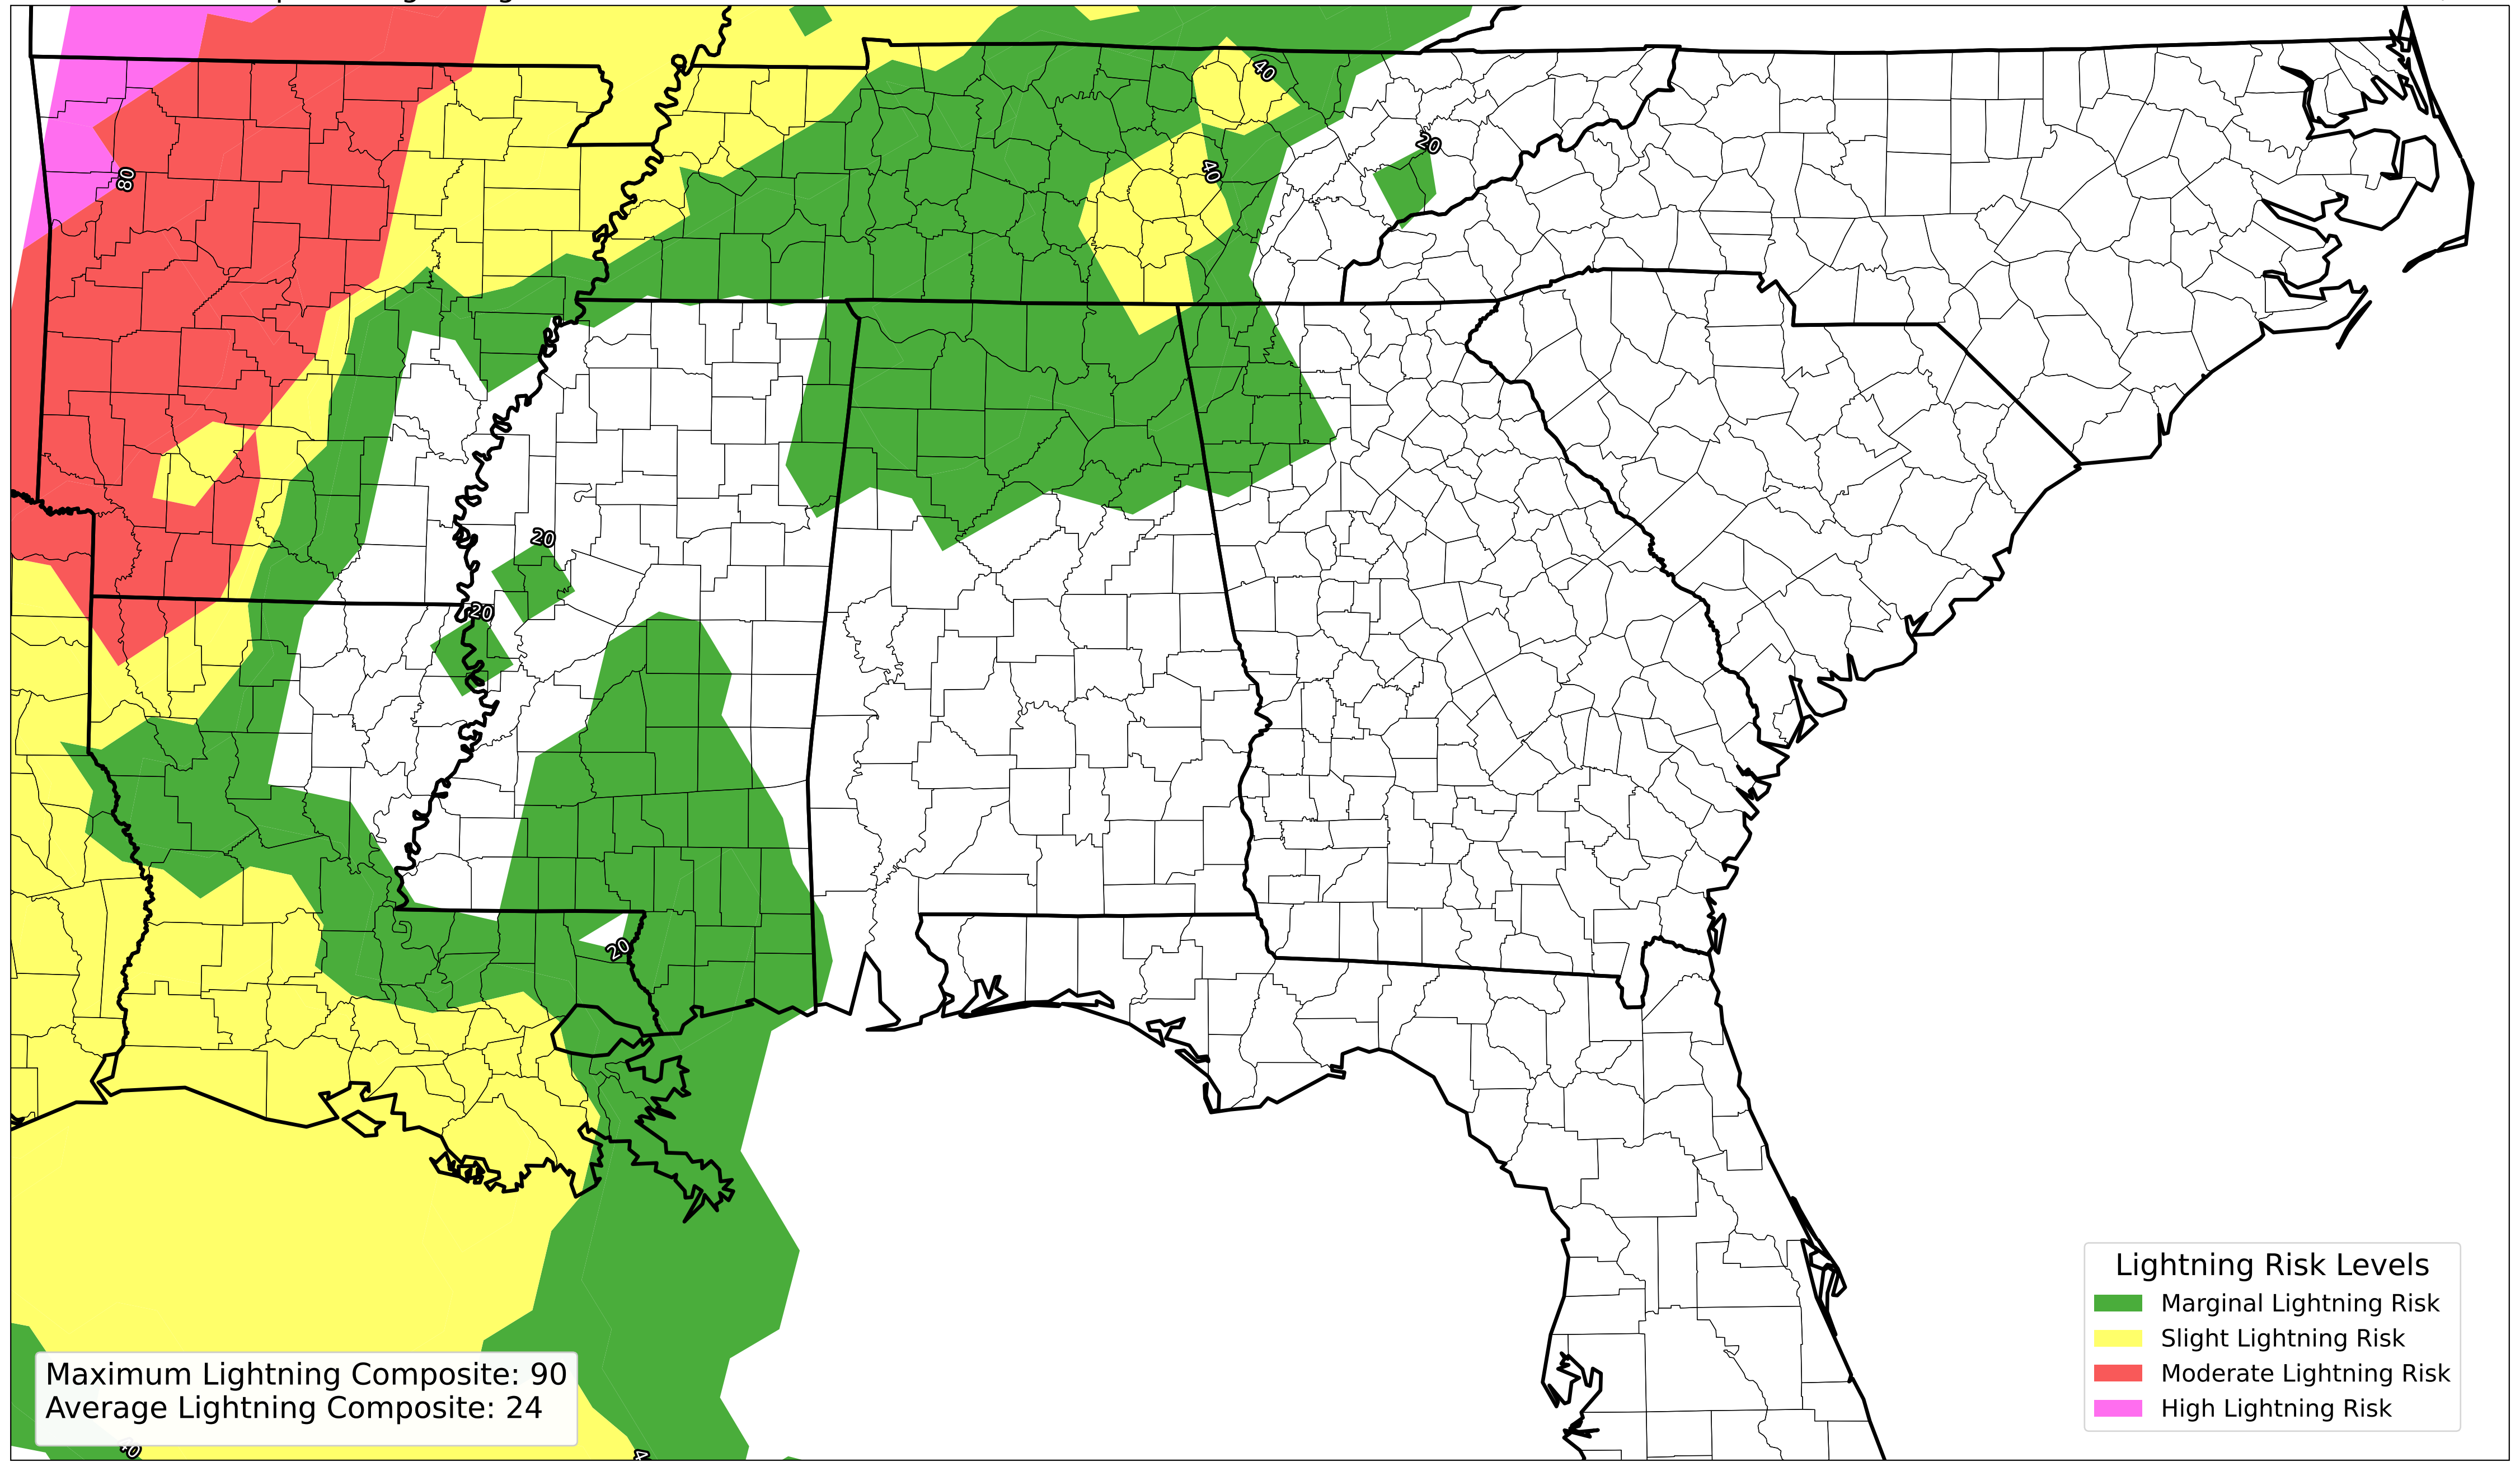 40
20
40
80
20
20
20
Lightning Risk Levels
Marginal Lightning Risk
Slight Lightning Risk
Moderate Lightning Risk
High Lightning Risk
Maximum Lightning Composite: 90
Average Lightning Composite: 24